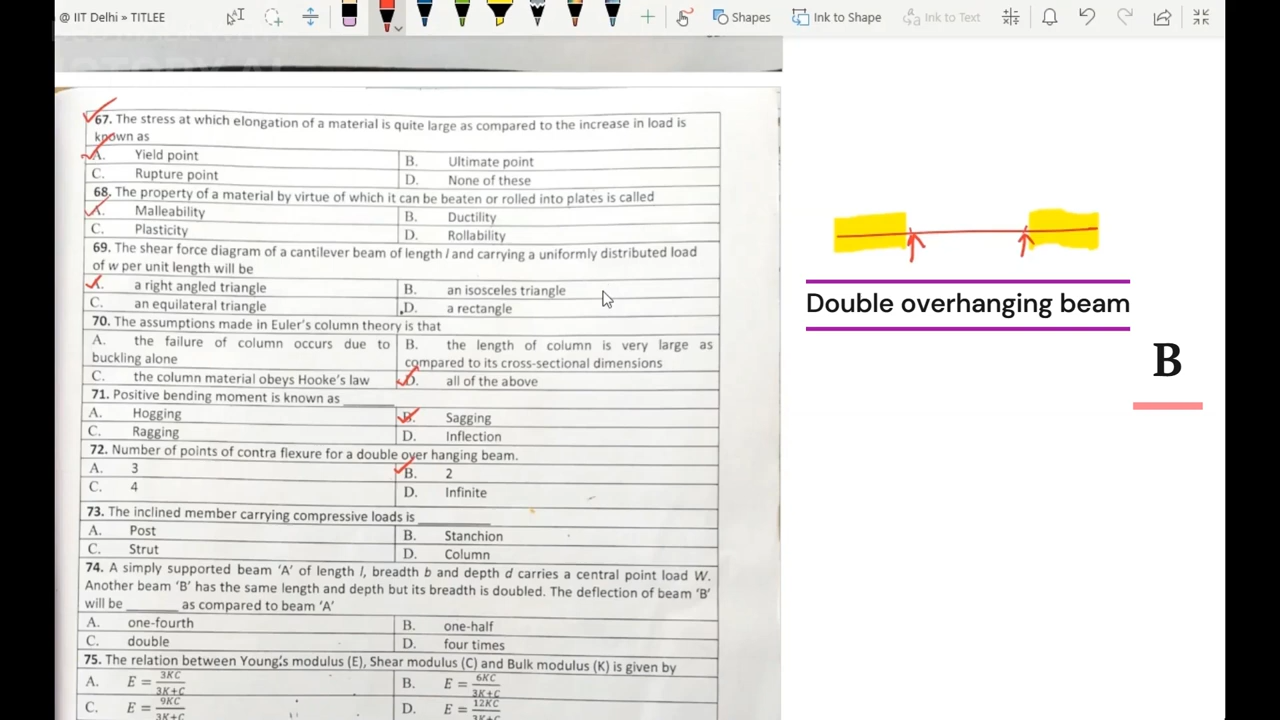 @ IIT Delhi » TITLEE
Shapes
Ink to Shape
Ink to Text
67. The stress at which elongation of a material is quite large as compared to the increase in load is
known as
A. Yield point
B. Ultimate point
C. Rupture point
D. None of these
68. The property of a material by virtue of which it can be beaten or rolled into plates is called
A. Malleability
B. Ductility
C. Plasticity
D. Rollability
69. The shear force diagram of a cantilever beam of length l and carrying a uniformly distributed load
of w per unit length will be
A. a right angled triangle
B. an isosceles triangle
C. an equilateral triangle
D. a rectangle
70. The assumptions made in Euler's column theory is that
A. the failure of column occurs due to
buckling alone
B. the length of column is very large as
compared to its cross-sectional dimensions
C. the column material obeys Hooke's law
D. all of the above
71. Positive bending moment is known as ______
A. Hogging
B. Sagging
C. Ragging
D. Inflection
72. Number of points of contra flexure for a double over hanging beam.
A. 3
B. 2
C. 4
D. Infinite
73. The inclined member carrying compressive loads is ________
A. Post
B. Stanchion
C. Strut
D. Column
74. A simply supported beam 'A' of length l, breadth b and depth d carries a central point load W.
Another beam 'B' has the same length and depth but its breadth is doubled. The deflection of beam 'B'
will be ______ as compared to beam 'A'
A. one-fourth
B. one-half
C. double
D. four times
75. The relation between Young's modulus (E), Shear modulus (C) and Bulk modulus (K) is given by
A. E = 3KC/3K+C
B. E = 6KC/3K+C
C. E = 9KC/3K+C
D. E = 12KC/3K+C
Double overhanging beam
B